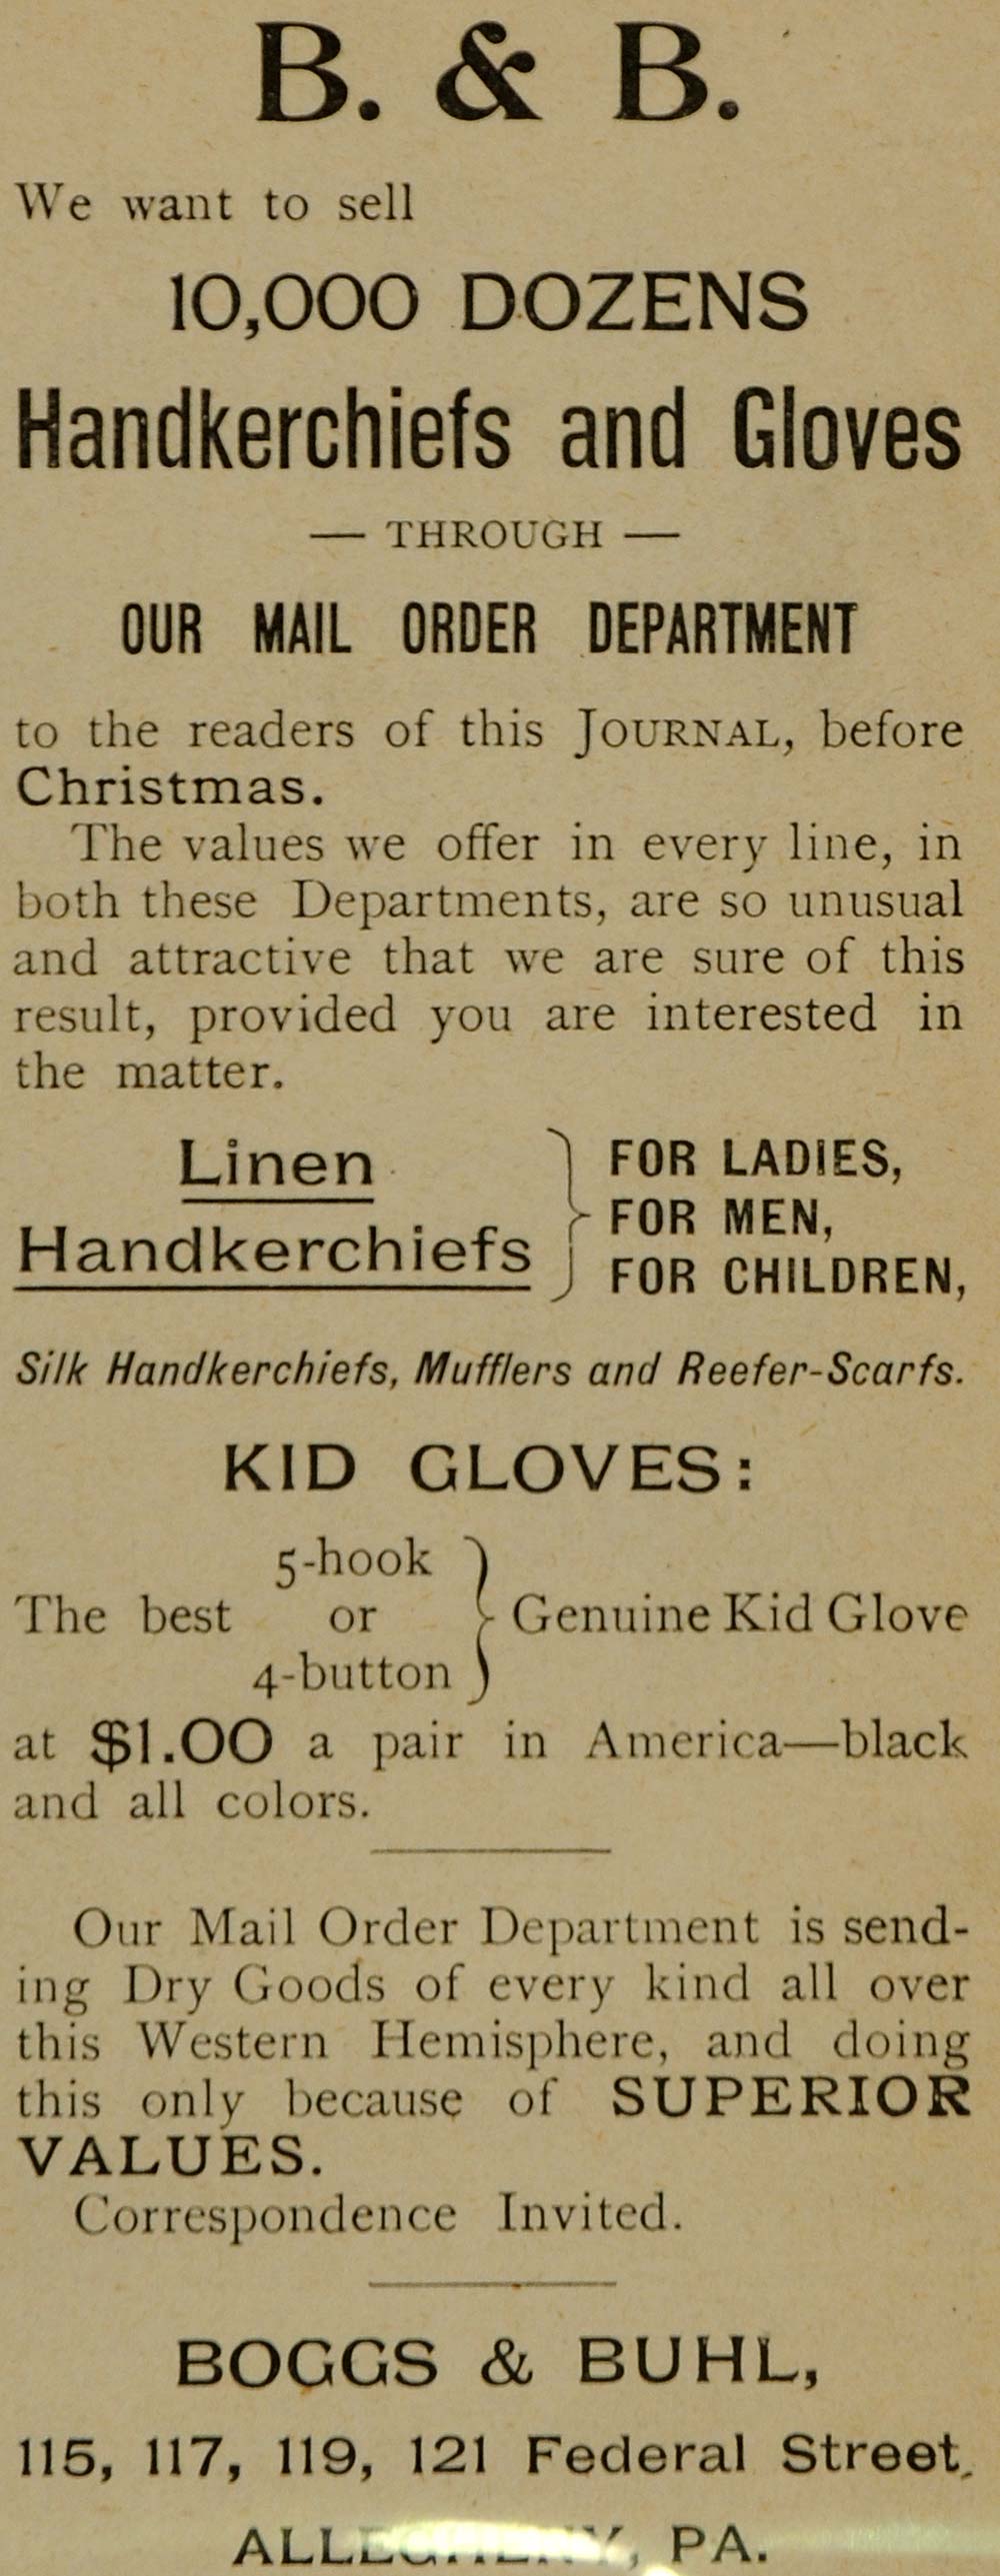 B. & B.
We want to sell
10,000 DOZENS
Handkerchiefs and Gloves
— THROUGH —
OUR MAIL ORDER DEPARTMENT
to the readers of this JOURNAL, before
Christmas.
The values we offer in every line, in
both these Departments, are so unusual
and attractive that we are sure of this
result, provided you are interested in
the matter.
Linen
Handkerchiefs
FOR LADIES,
FOR MEN,
FOR CHILDREN,
Silk Handkerchiefs, Mufflers and Reefer-Scarfs.
KID GLOVES:
5-hook
The best or Genuine Kid Glove
4-button
at $1.00 a pair in America—black
and all colors.
Our Mail Order Department is send-
ing Dry Goods of every kind all over
this Western Hemisphere, and doing
this only because of SUPERIOR
VALUES.
Correspondence Invited.
BOGGS & BUHL,
115, 117, 119, 121 Federal Street,
ALLEGHENY, PA.